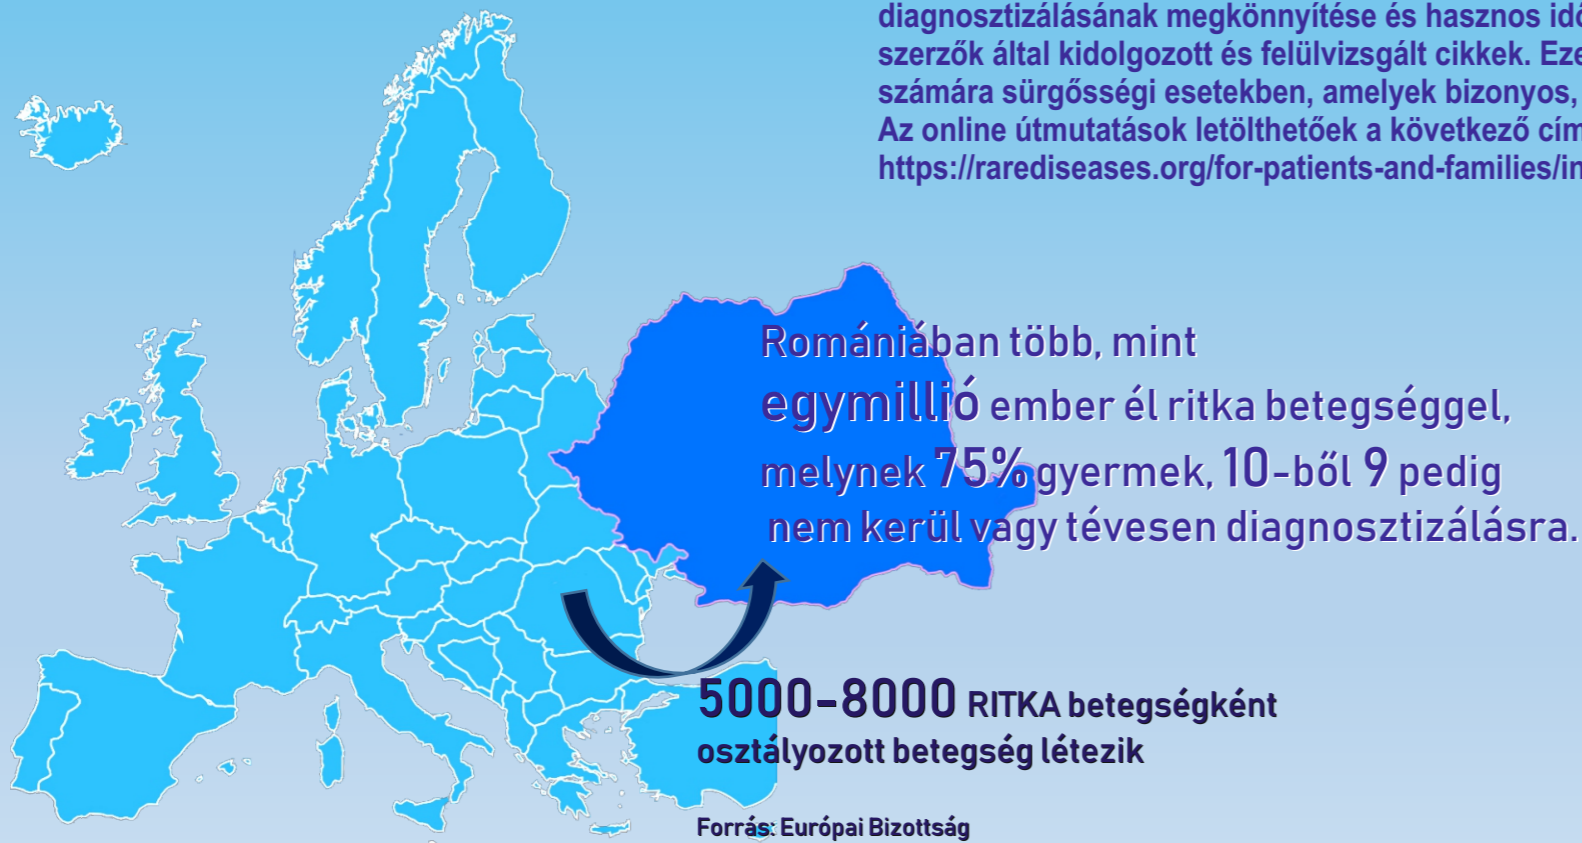 diagnosztizálásának megkönnyítése és hasznos
szerzők által kidolgozott és felülvizsgált cikkek.
számára sürgősségi esetekben, amelyek bizonyos,
Az online útmutatások letölthetőek a következő
https://rarediseases.org/for-patients-and-families/in
Romániában több, mint
egymillió ember él ritka betegséggel,
melynek 75% gyermek, 10-ből 9 pedig
nem kerül vagy tévesen diagnosztizálásra.
5000-8000 RITKA betegségként
osztályozott betegség létezik
Forrás: Európai Bizottság